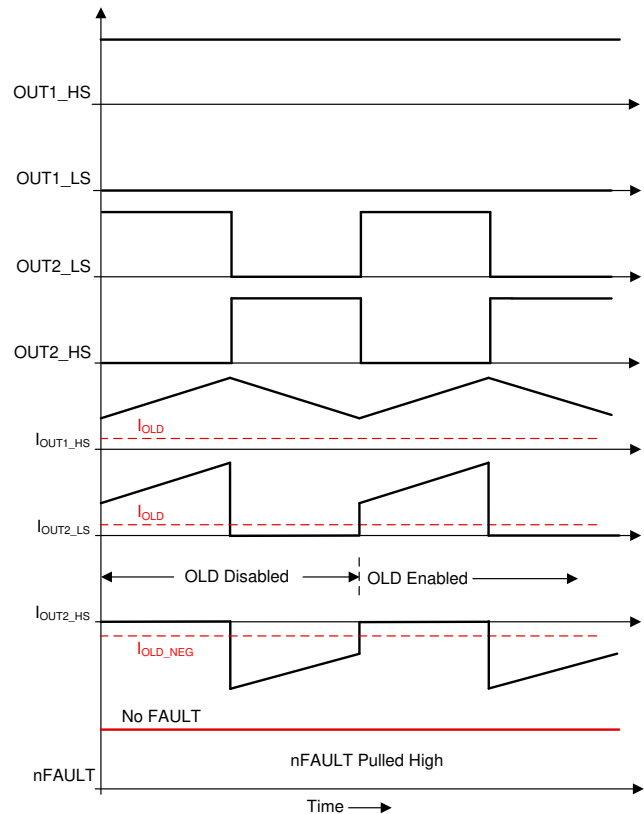 OUT1_HS
OUT1_LS
OUT2_LS
OUT2_HS
IOLD
IOUT1_HS
IOLD
IOUT2_LS
OLD Disabled
OLD Enabled
IOUT2_HS
IOLD_NEG
No FAULT
nFAULT Pulled High
nFAULT
Time